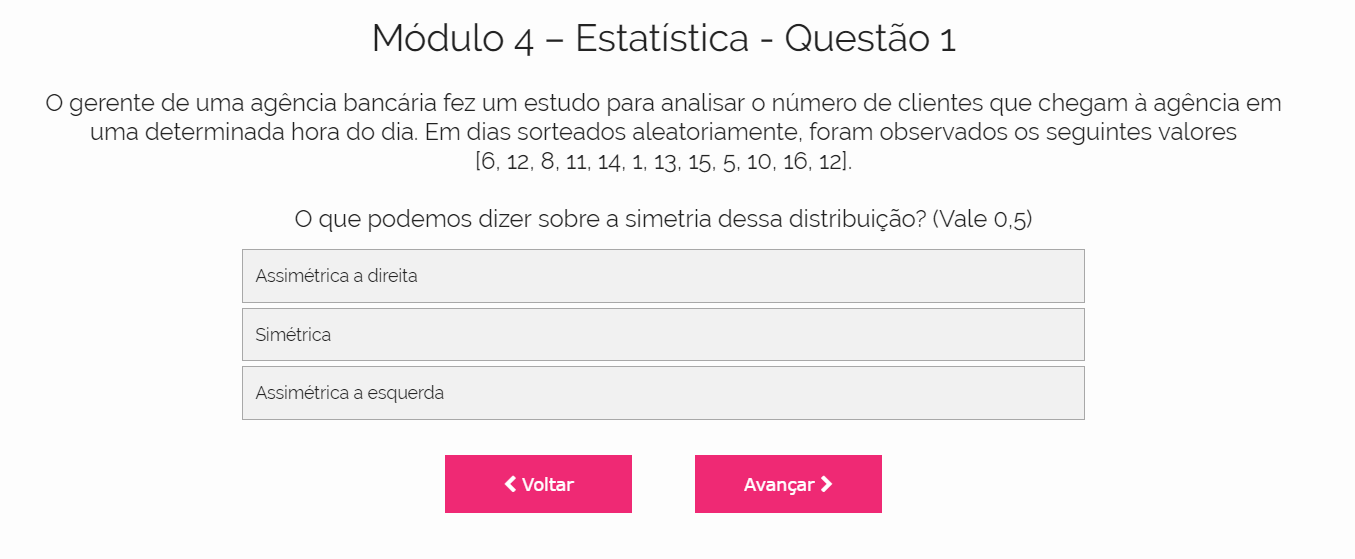 Módulo 4 – Estatística - Questão 1
O gerente de uma agência bancária fez um estudo para analisar o número de clientes que chegam à agência em
uma determinada hora do dia. Em dias sorteados aleatoriamente, foram observados os seguintes valores
[6, 12, 8, 11, 14, 1, 13, 15, 5, 10, 16, 12].
O que podemos dizer sobre a simetria dessa distribuição? (Vale 0,5)
Assimétrica a direita
Simétrica
Assimétrica a esquerda
Voltar
Avançar